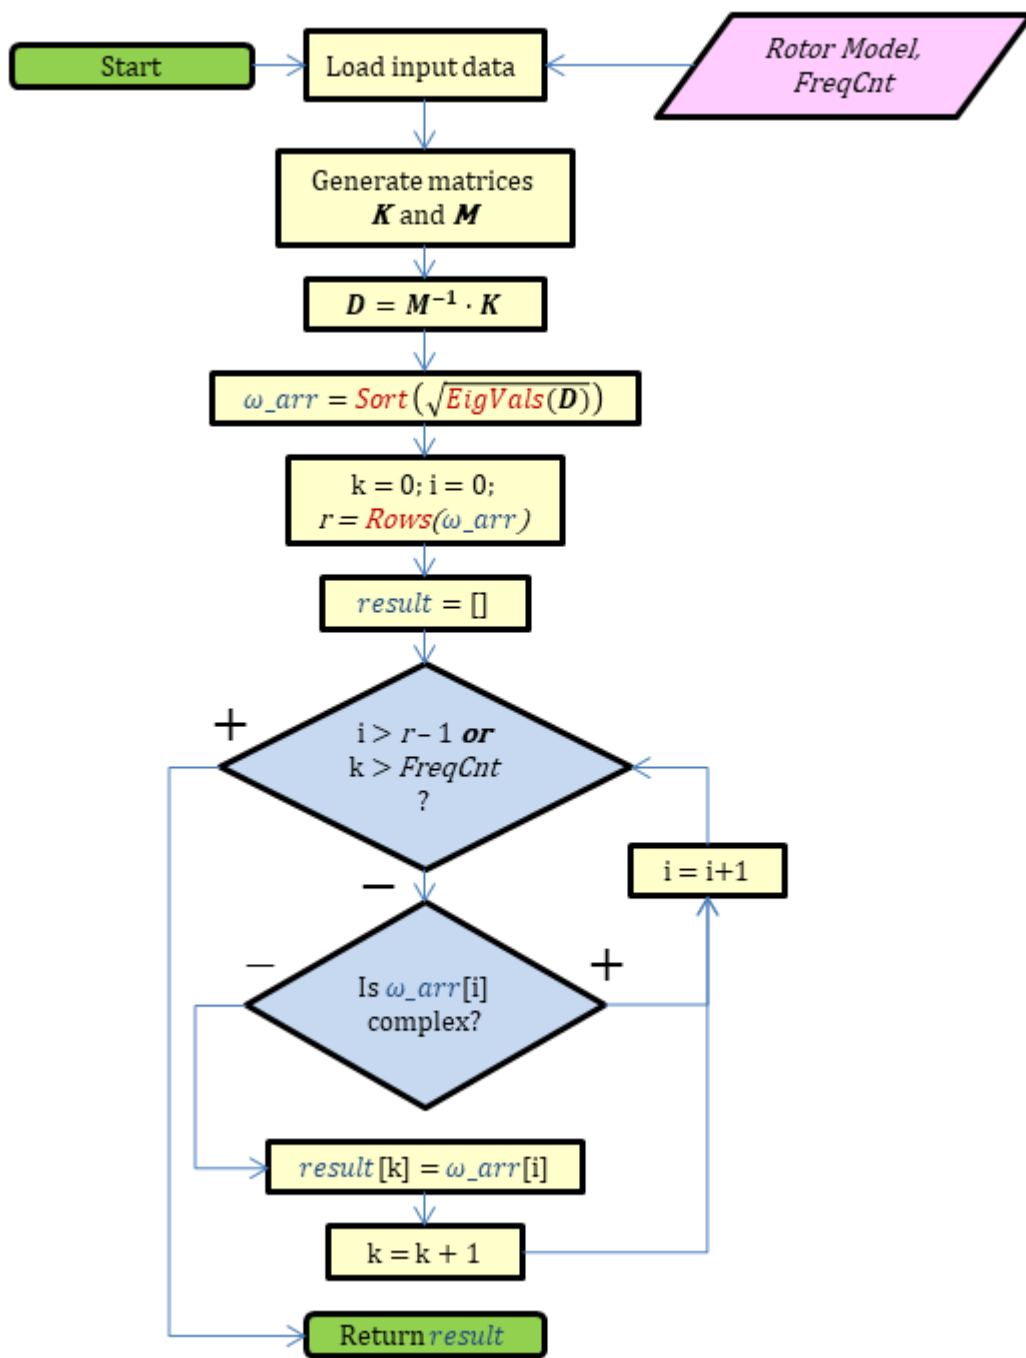 Start
Load input data
Rotor Model,
FreqCnt
Generate matrices
K and M
D = M⁻¹ · K
ω_arr = Sort(√EigVals(D))
k = 0; i = 0;
r = Rows(ω_arr)
result = []
+
i > r – 1 or
k > FreqCnt
?
i = i+1
−
−
+
Is ω_arr[i]
complex?
result[k] = ω_arr[i]
k = k + 1
Return result